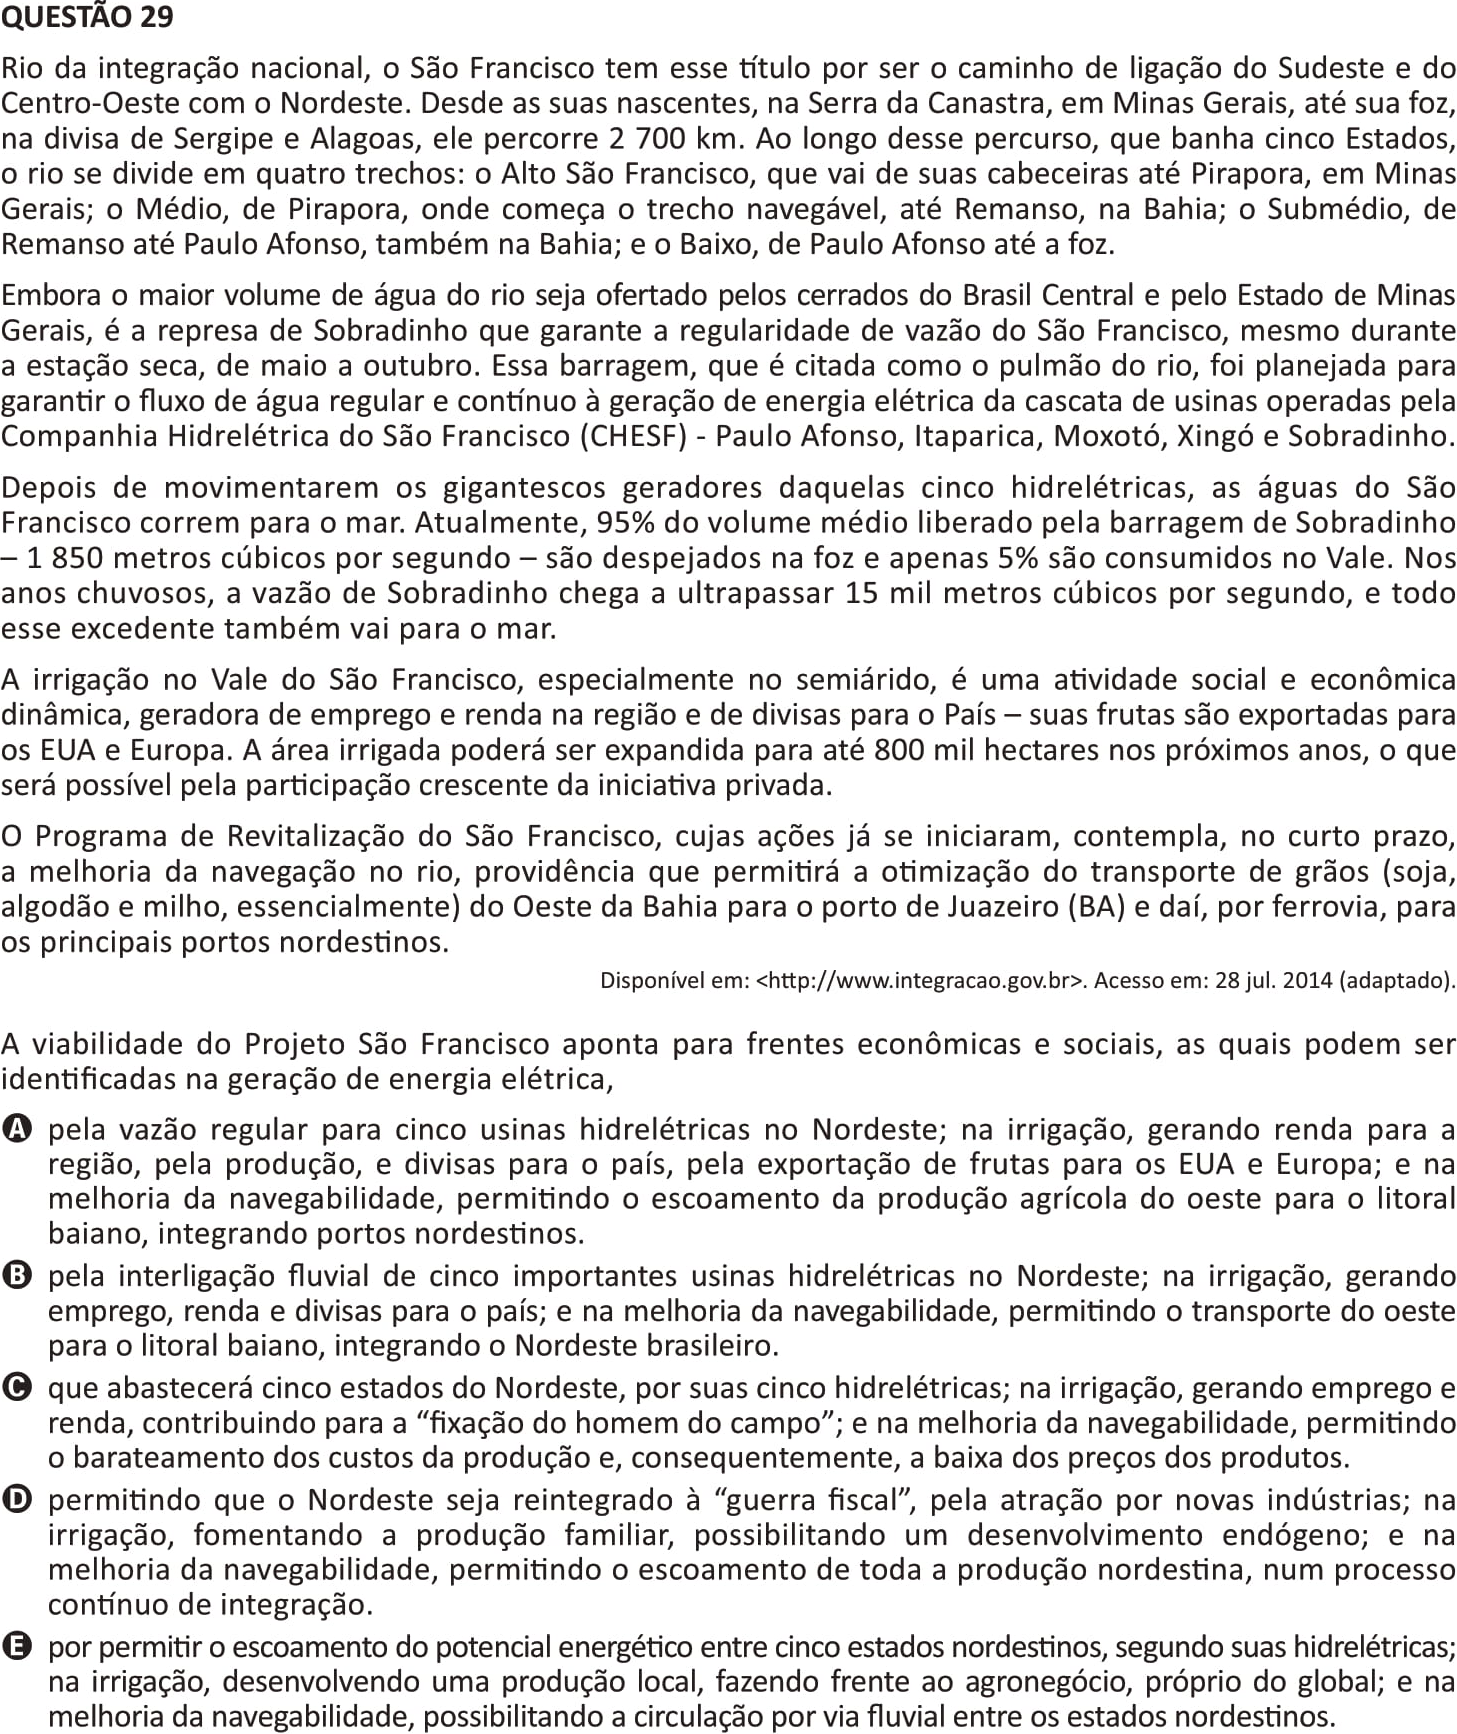 QUESTÃO 29
Rio da integração nacional, o São Francisco tem esse título por ser o caminho de ligação do Sudeste e do
Centro-Oeste com o Nordeste. Desde as suas nascentes, na Serra da Canastra, em Minas Gerais, até sua foz,
na divisa de Sergipe e Alagoas, ele percorre 2 700 km. Ao longo desse percurso, que banha cinco Estados,
o rio se divide em quatro trechos: o Alto São Francisco, que vai de suas cabeceiras até Pirapora, em Minas
Gerais; o Médio, de Pirapora, onde começa o trecho navegável, até Remanso, na Bahia; o Submédio, de
Remanso até Paulo Afonso, também na Bahia; e o Baixo, de Paulo Afonso até a foz.
Embora o maior volume de água do rio seja ofertado pelos cerrados do Brasil Central e pelo Estado de Minas
Gerais, é a represa de Sobradinho que garante a regularidade de vazão do São Francisco, mesmo durante
a estação seca, de maio a outubro. Essa barragem, que é citada como o pulmão do rio, foi planejada para
garantir o fluxo de água regular e contínuo à geração de energia elétrica da cascata de usinas operadas pela
Companhia Hidrelétrica do São Francisco (CHESF) - Paulo Afonso, Itaparica, Moxotó, Xingó e Sobradinho.
Depois de movimentarem os gigantescos geradores daquelas cinco hidrelétricas, as águas do São
Francisco correm para o mar. Atualmente, 95% do volume médio liberado pela barragem de Sobradinho
– 1 850 metros cúbicos por segundo – são despejados na foz e apenas 5% são consumidos no Vale. Nos
anos chuvosos, a vazão de Sobradinho chega a ultrapassar 15 mil metros cúbicos por segundo, e todo
esse excedente também vai para o mar.
A irrigação no Vale do São Francisco, especialmente no semiárido, é uma atividade social e econômica
dinâmica, geradora de emprego e renda na região e de divisas para o País – suas frutas são exportadas para
os EUA e Europa. A área irrigada poderá ser expandida para até 800 mil hectares nos próximos anos, o que
será possível pela participação crescente da iniciativa privada.
O Programa de Revitalização do São Francisco, cujas ações já se iniciaram, contempla, no curto prazo,
a melhoria da navegação no rio, providência que permitirá a otimização do transporte de grãos (soja,
algodão e milho, essencialmente) do Oeste da Bahia para o porto de Juazeiro (BA) e daí, por ferrovia, para
os principais portos nordestinos.
Disponível em: <http://www.integracao.gov.br>. Acesso em: 28 jul. 2014 (adaptado).
A viabilidade do Projeto São Francisco aponta para frentes econômicas e sociais, as quais podem ser
identificadas na geração de energia elétrica,
A pela vazão regular para cinco usinas hidrelétricas no Nordeste; na irrigação, gerando renda para a
região, pela produção, e divisas para o país, pela exportação de frutas para os EUA e Europa; e na
melhoria da navegabilidade, permitindo o escoamento da produção agrícola do oeste para o litoral
baiano, integrando portos nordestinos.
B pela interligação fluvial de cinco importantes usinas hidrelétricas no Nordeste; na irrigação, gerando
emprego, renda e divisas para o país; e na melhoria da navegabilidade, permitindo o transporte do oeste
para o litoral baiano, integrando o Nordeste brasileiro.
C que abastecerá cinco estados do Nordeste, por suas cinco hidrelétricas; na irrigação, gerando emprego e
renda, contribuindo para a “fixação do homem do campo”; e na melhoria da navegabilidade, permitindo
o barateamento dos custos da produção e, consequentemente, a baixa dos preços dos produtos.
D permitindo que o Nordeste seja reintegrado à “guerra fiscal”, pela atração por novas indústrias; na
irrigação, fomentando a produção familiar, possibilitando um desenvolvimento endógeno; e na
melhoria da navegabilidade, permitindo o escoamento de toda a produção nordestina, num processo
contínuo de integração.
E por permitir o escoamento do potencial energético entre cinco estados nordestinos, segundo suas hidrelétricas;
na irrigação, desenvolvendo uma produção local, fazendo frente ao agronegócio, próprio do global; e na
melhoria da navegabilidade, possibilitando a circulação por via fluvial entre os estados nordestinos.